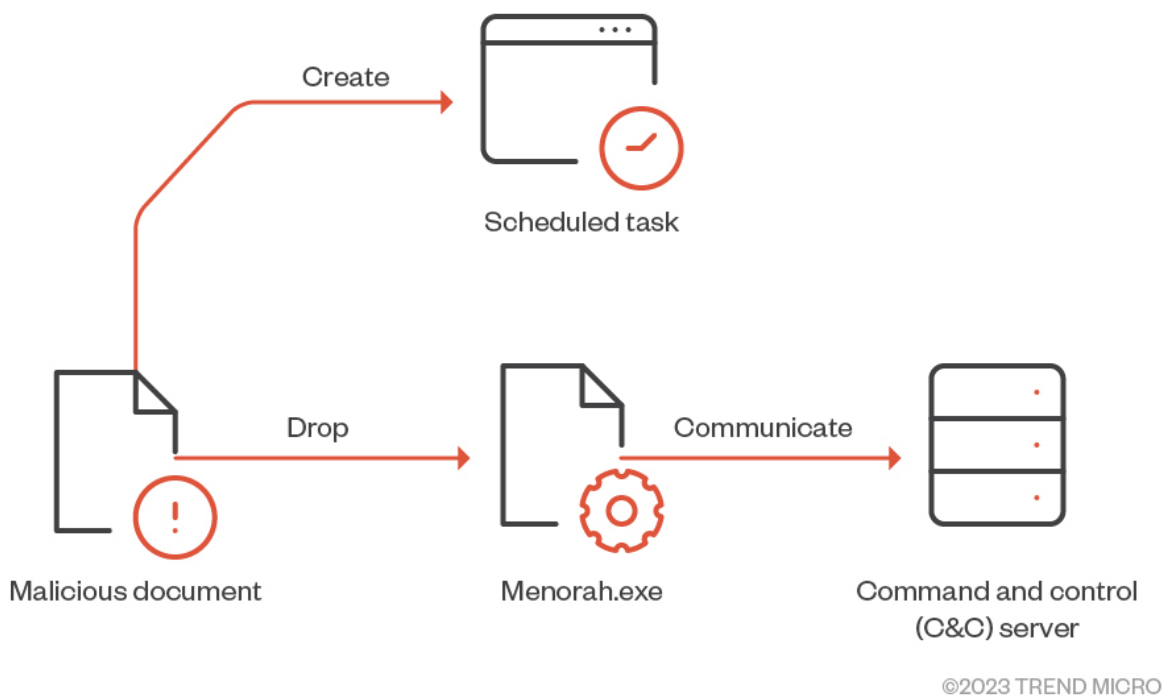 Create
Scheduled task
Drop
Communicate
Malicious document
Menorah.exe
Command and control
(C&C) server
©2023 TREND MICRO